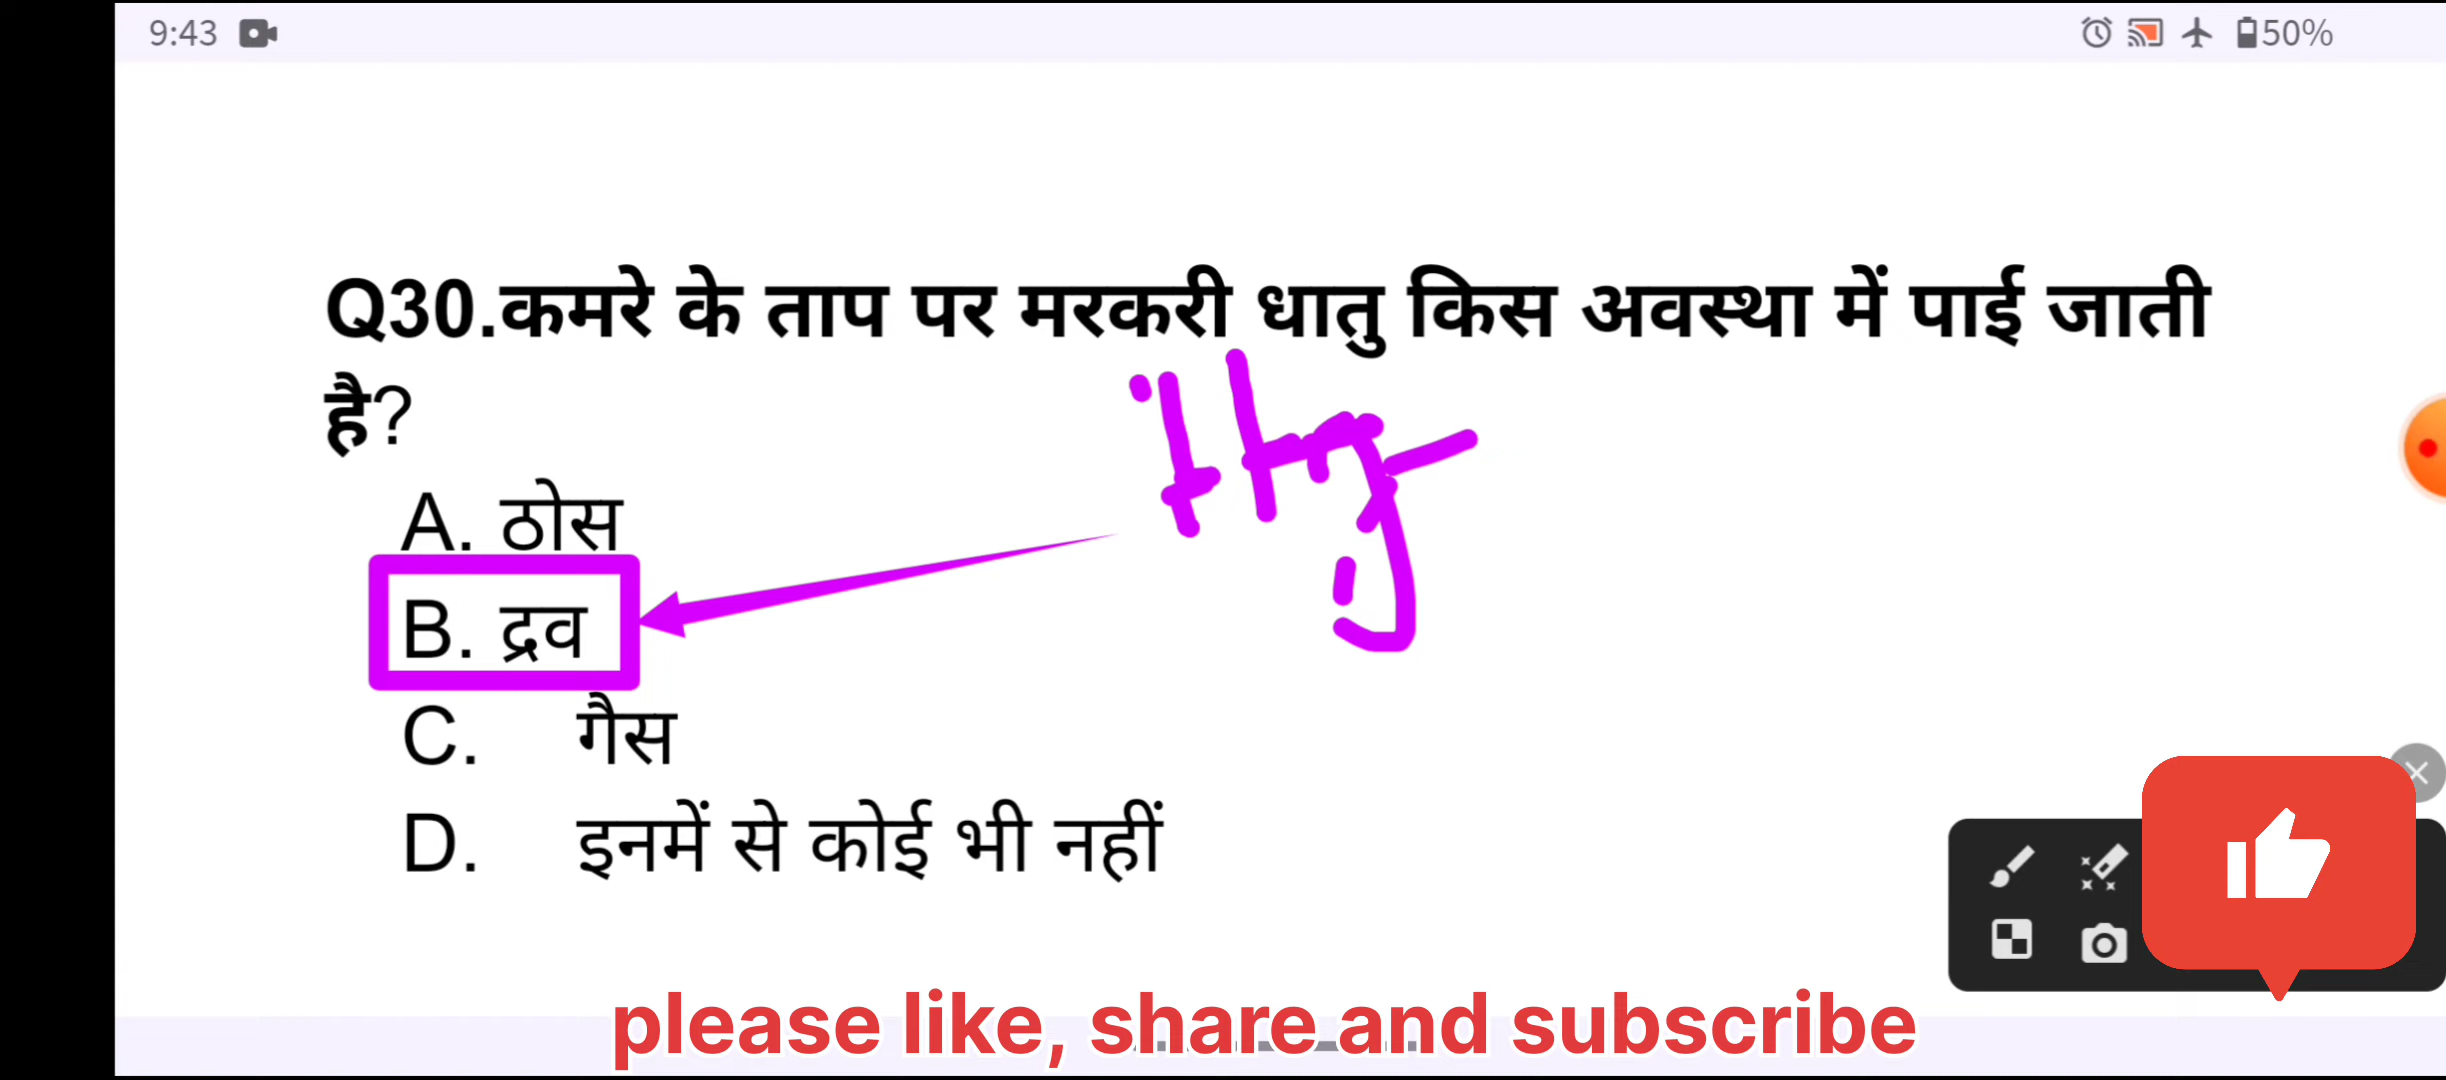 9:43 50%
Q30.कमरे के ताप पर मरकरी धातु किस अवस्था में पाई जाती
है?
Hg
A. ठोस
B. द्रव
C. गैस
D. इनमें से कोई भी नहीं
please like, share and subscribe